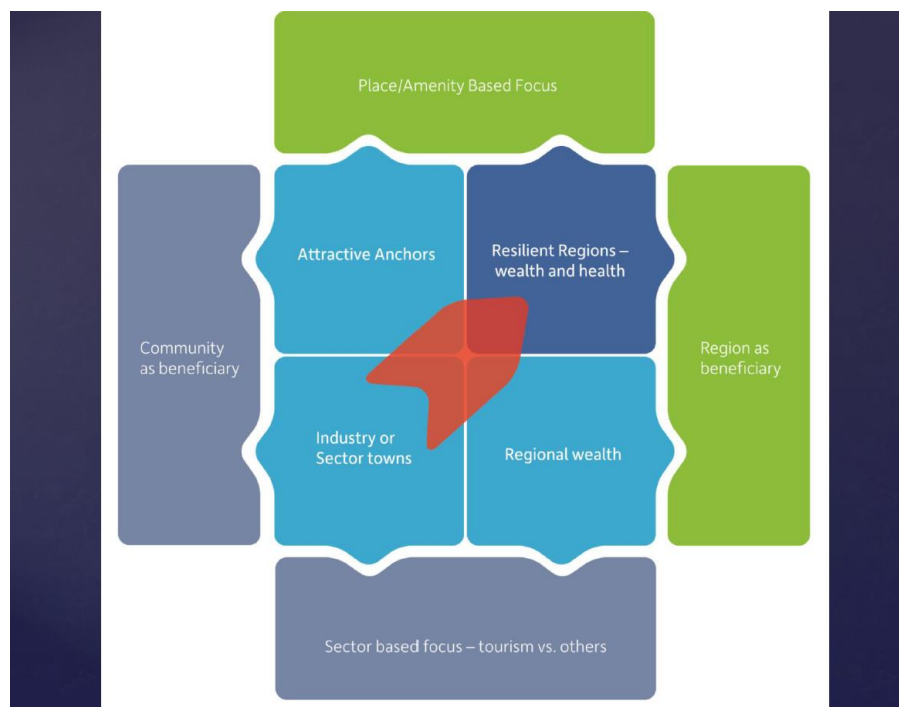 Place/Amenity Based Focus
Attractive Anchors
Resilient Regions –
wealth and health
Community
as beneficiary
Region as
beneficiary
Industry or
Sector towns
Regional wealth
Sector based focus – tourism vs. others